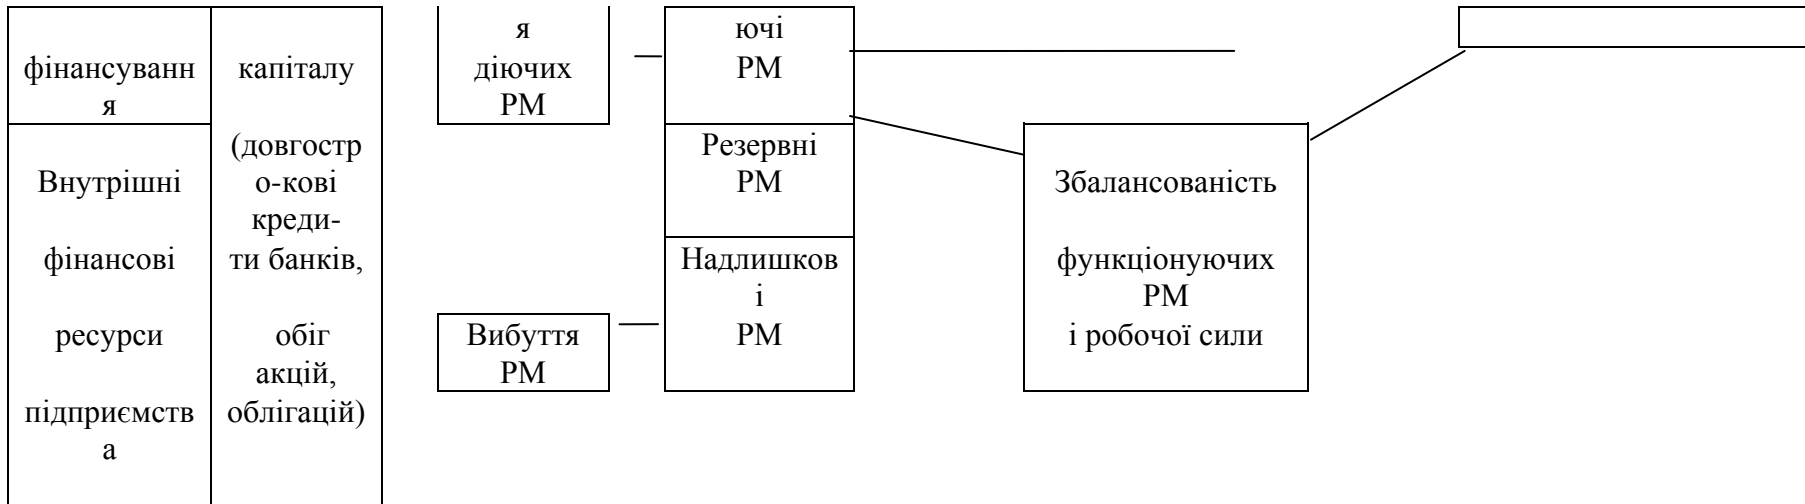 фінансуванн
я
Внутрішні
фінансові
ресурси
підприємств
а
капіталу
(довгостр
о-кові
креди-
ти банків,
обіг
акцій,
облігацій)
я
діючих
РМ
Вибуття
РМ
ючі
РМ
Резервні
РМ
Надлишков
і
РМ
Збалансованість
функціонуючих
РМ
і робочої сили